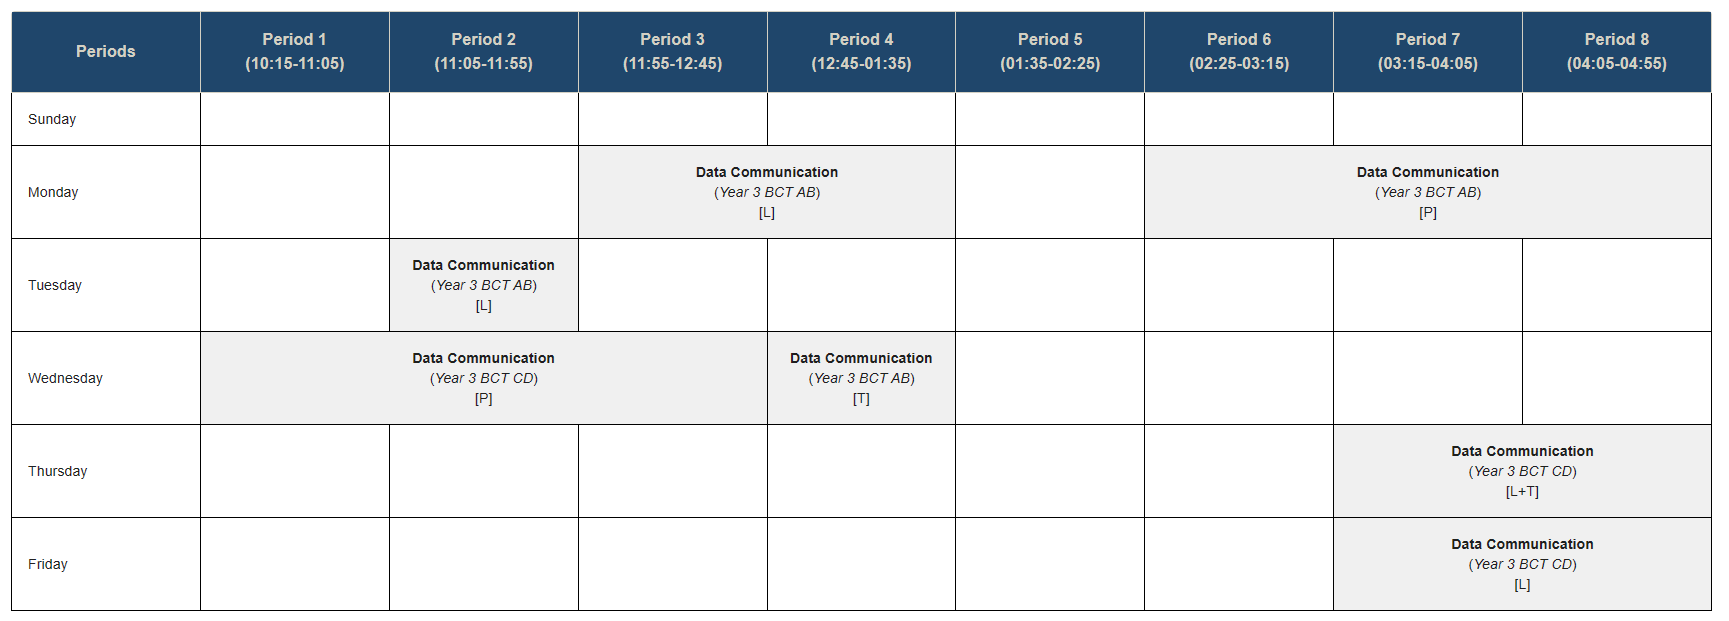 Periods
Period 1
(10:15-11:05)
Period 2
(11:05-11:55)
Period 3
(11:55-12:45)
Period 4
(12:45-01:35)
Period 5
(01:35-02:25)
Period 6
(02:25-03:15)
Period 7
(03:15-04:05)
Period 8
(04:05-04:55)
Sunday
Monday
Data Communication
(Year 3 BCT AB)
[L]
Data Communication
(Year 3 BCT AB)
[P]
Tuesday
Data Communication
(Year 3 BCT AB)
[L]
Wednesday
Data Communication
(Year 3 BCT CD)
[P]
Data Communication
(Year 3 BCT AB)
[T]
Thursday
Data Communication
(Year 3 BCT CD)
[L+T]
Friday
Data Communication
(Year 3 BCT CD)
[L]